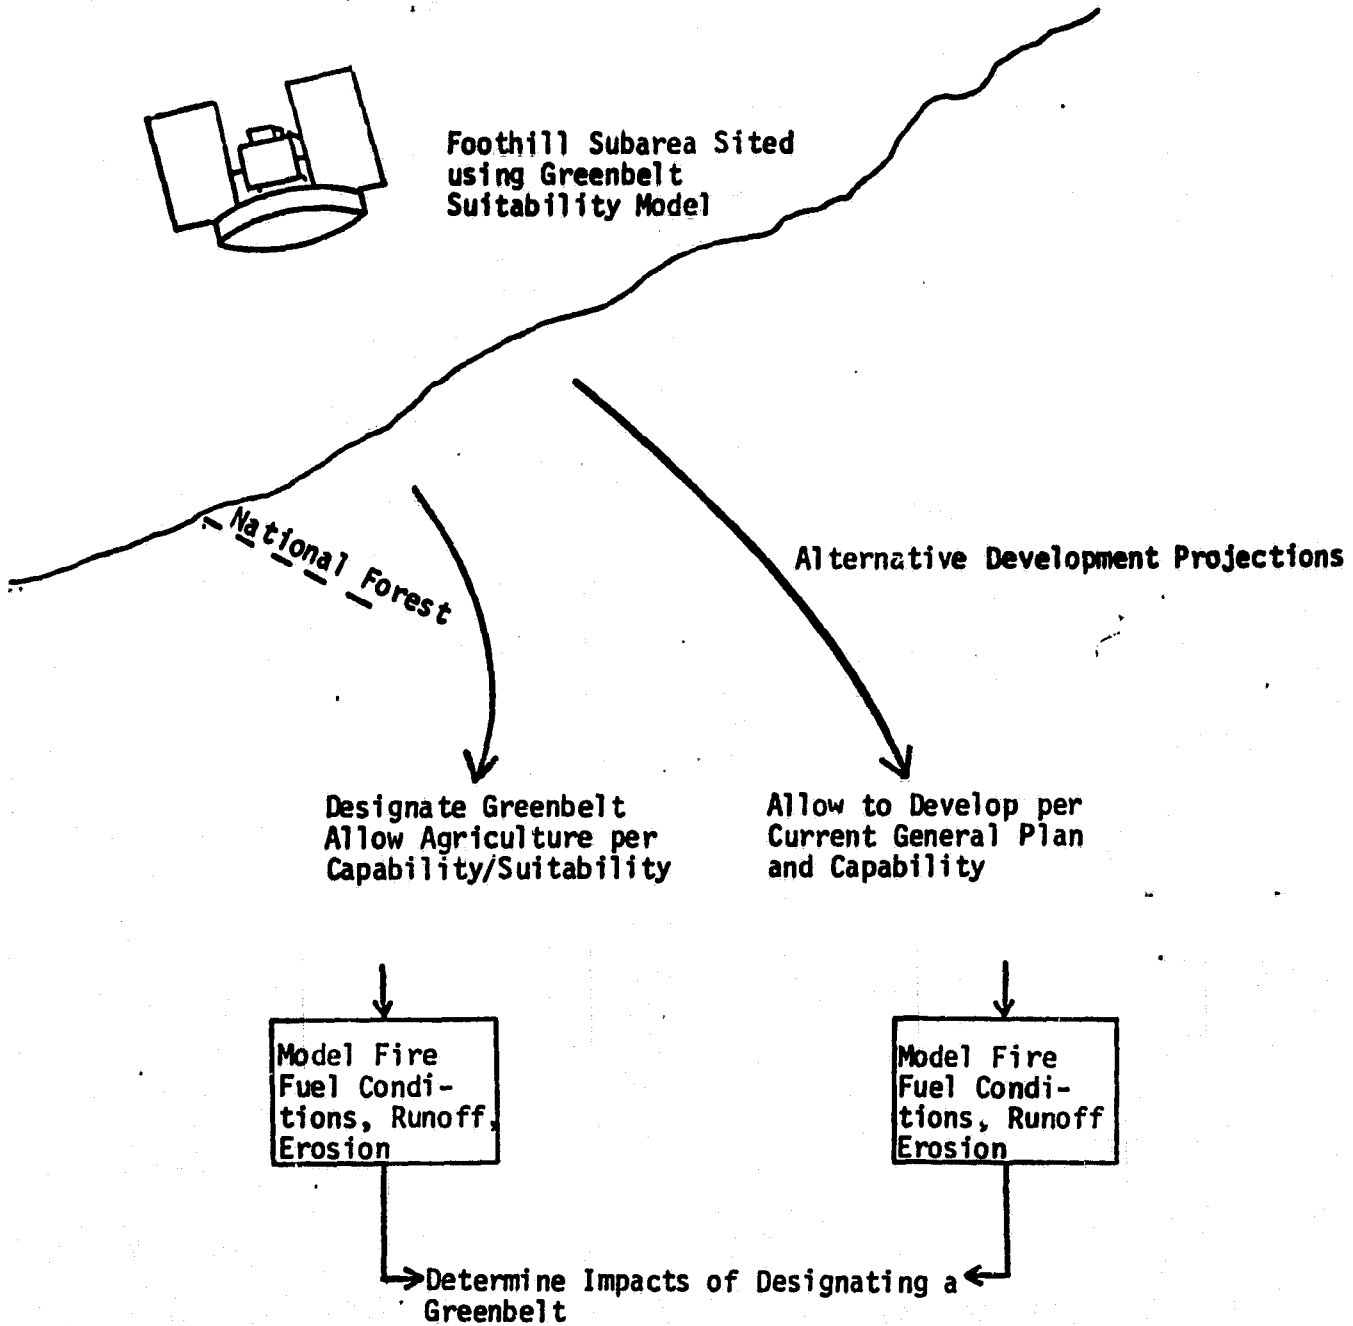 Foothill Subarea Sited
using Greenbelt
Suitability Model
National Forest
Alternative Development Projections
Designate Greenbelt
Allow Agriculture per
Capability/Suitability
Allow to Develop per
Current General Plan
and Capability
Model Fire
Fuel Condi-
tions, Runoff,
Erosion
Model Fire
Fuel Condi-
tions, Runoff
Erosion
Determine Impacts of Designating a
Greenbelt